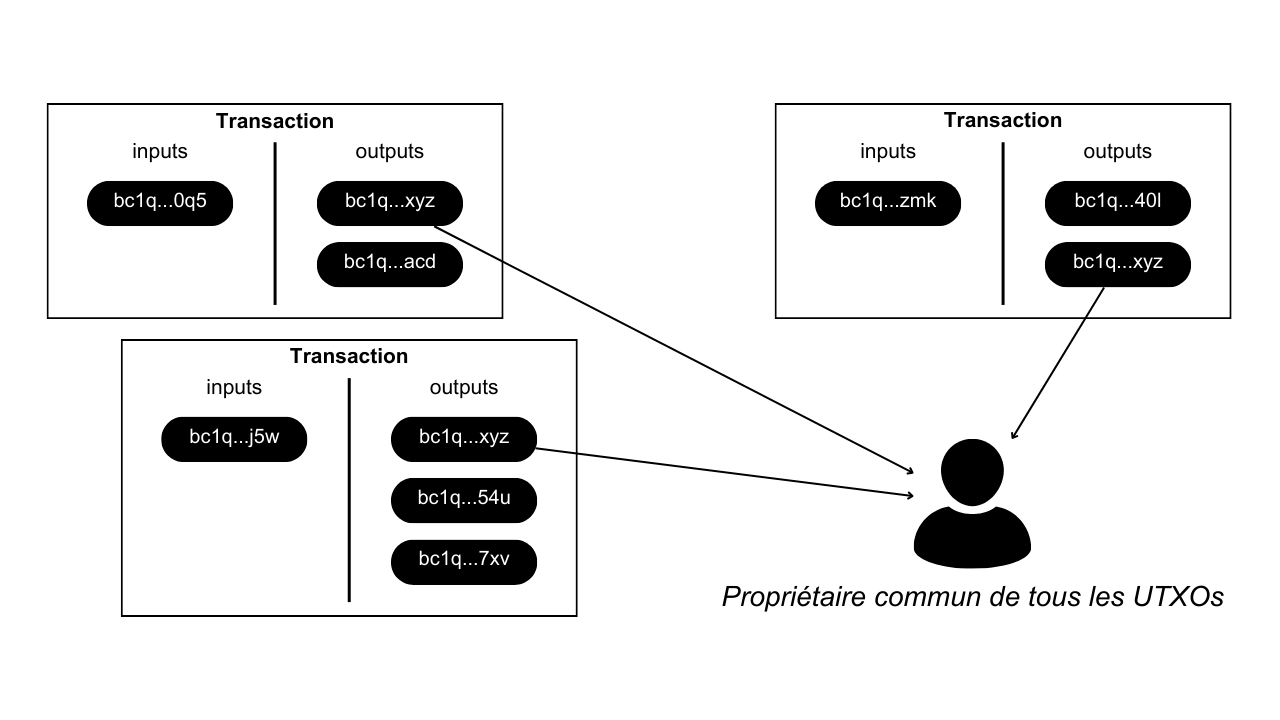 Transaction
inputs
outputs
bc1q...0q5
bc1q...xyz
bc1q...acd
Transaction
inputs
outputs
bc1q...zmk
bc1q...40l
bc1q...xyz
Transaction
inputs
outputs
bc1q...j5w
bc1q...xyz
bc1q...54u
bc1q...7xv
Propriétaire commun de tous les UTXOs